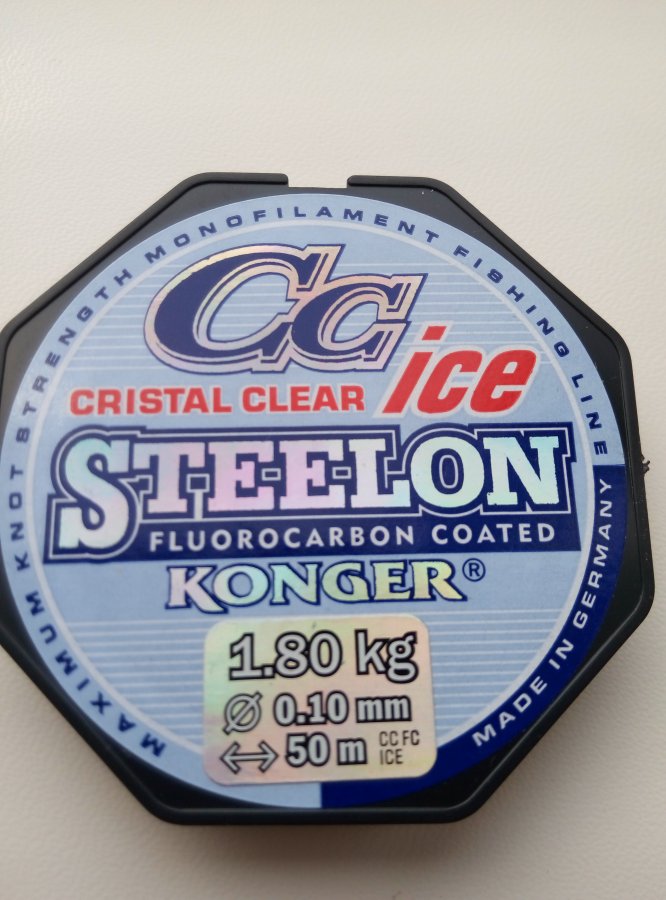 MAXIMUM KNOT STRENGTH MONOFILAMENT FISHING LINE
Cc
CRISTAL CLEAR ice
STEELON
FLUOROCARBON COATED
KONGER®
1.80 kg
Ø 0.10 mm
↔ 50 m CC FC
ICE
MADE IN GERMANY